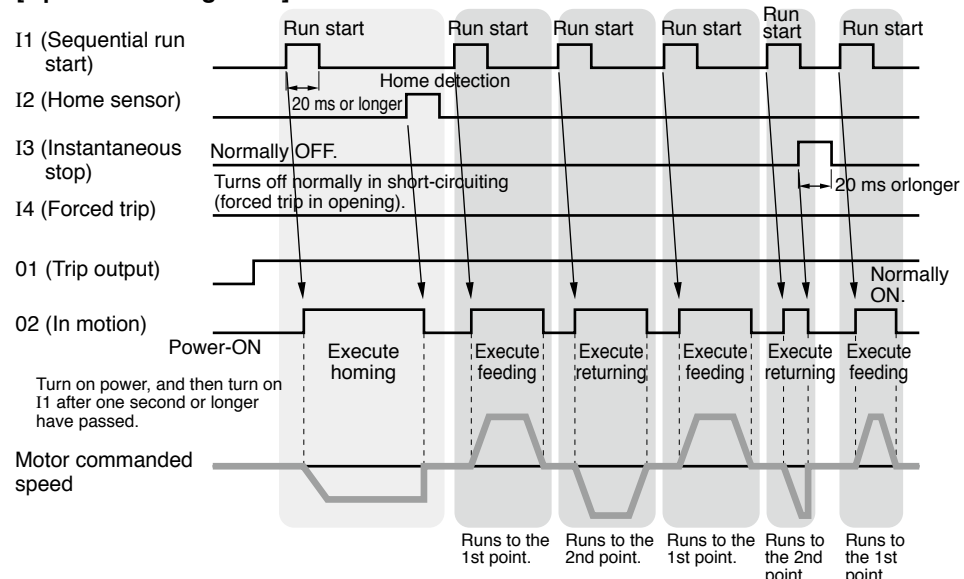 Run start
Run start
Run start
Run start
Run
start
Run start
I1 (Sequential run
start)
Home detection
I2 (Home sensor)
20 ms or longer
I3 (Instantaneous
stop)
Normally OFF.
Turns off normally in short-circuiting
(forced trip in opening).
20 ms orlonger
I4 (Forced trip)
01 (Trip output)
Normally
ON.
02 (In motion)
Power-ON
Execute
homing
Execute
feeding
Execute
returning
Execute
feeding
Execute
returning
Execute
feeding
Turn on power, and then turn on
I1 after one second or longer
have passed.
Motor commanded
speed
Runs to the
1st point.
Runs to the
2nd point.
Runs to the
1st point.
Runs to
the 2nd
point
Runs to
the 1st
point